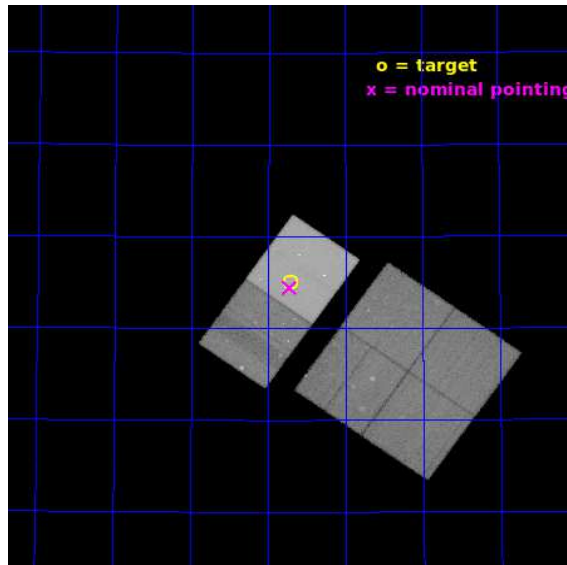 o = target
x = nominal pointing